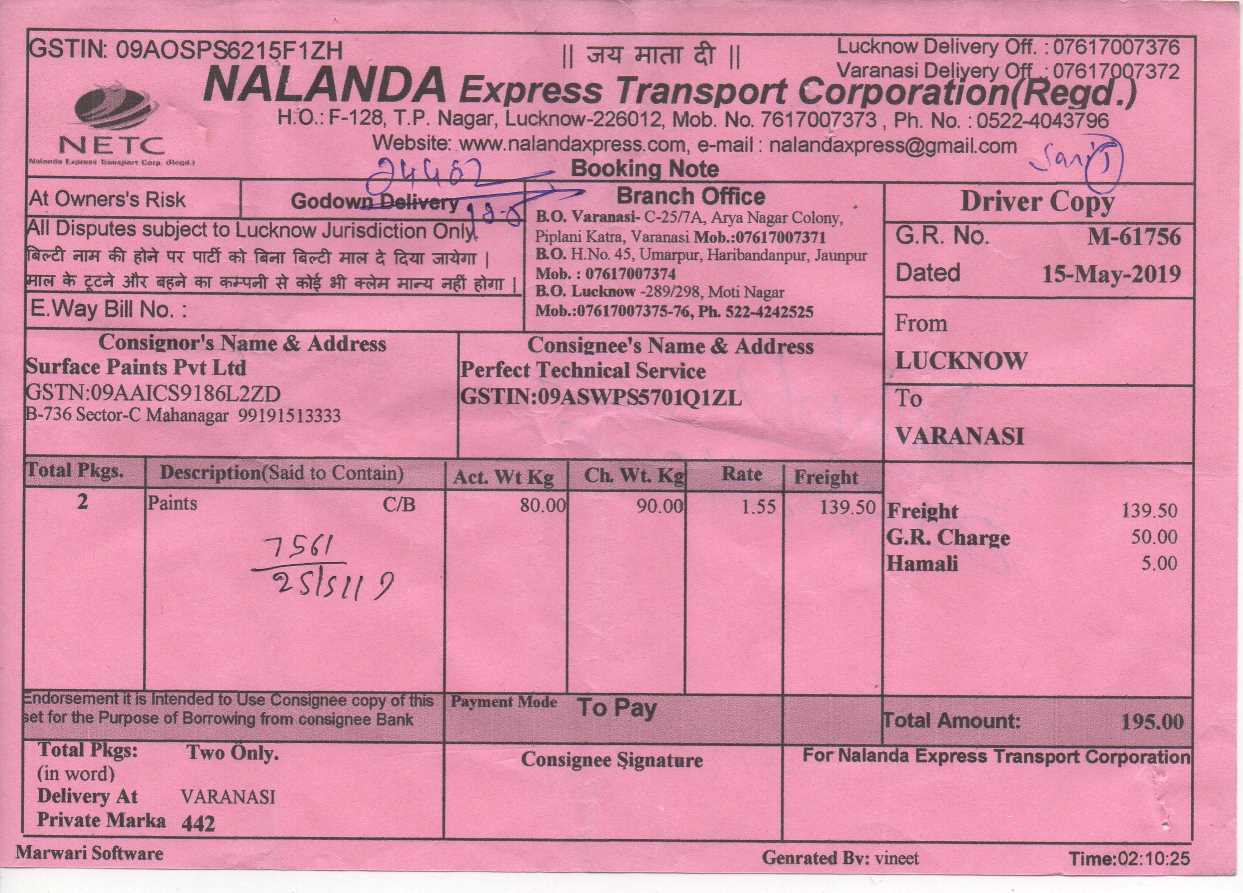 GSTIN: 09AOSPS6215F1ZH
|| जय माता दी ||
Lucknow Delivery Off. : 07617007376
Varanasi Deliyery Off. : 07617007372
NALANDA Express Transport Corporation(Regd.)
NETC
Nalanda Express Transport Corp. (Regd.)
H.O.: F-128, T.P. Nagar, Lucknow-226012, Mob. No. 7617007373 , Ph. No. : 0522-4043796
Website: www.nalandaxpress.com, e-mail : nalandaxpress@gmail.com
Booking Note
At Owners's Risk
Godown Delivery
All Disputes subject to Lucknow Jurisdiction Only.
बिल्टी नाम की होने पर पार्टी को बिना बिल्टी माल दे दिया जायेगा |
माल के टूटने और बहने का कम्पनी से कोई भी क्लेम मान्य नहीं होगा |
E.Way Bill No. :
Branch Office
B.O. Varanasi- C-25/7A, Arya Nagar Colony,
Piplani Katra, Varanasi Mob.:07617007371
B.O. H.No. 45, Umarpur, Haribandanpur, Jaunpur
Mob. : 07617007374
B.O. Lucknow -289/298, Moti Nagar
Mob.:07617007375-76, Ph. 522-4242525
Driver Copy
G.R. No. M-61756
Dated 15-May-2019
From
LUCKNOW
To
VARANASI
Consignor's Name & Address
Surface Paints Pvt Ltd
GSTN:09AAICS9186L2ZD
B-736 Sector-C Mahanagar 99191513333
Consignee's Name & Address
Perfect Technical Service
GSTIN:09ASWPS5701Q1ZL
Total Pkgs. Description(Said to Contain) Act. Wt Kg Ch. Wt. Kg Rate Freight
2 Paints C/B 80.00 90.00 1.55 139.50
7561
25/5/19
Freight 139.50
G.R. Charge 50.00
Hamali 5.00
Endorsement it is Intended to Use Consignee copy of this
set for the Purpose of Borrowing from consignee Bank
Payment Mode To Pay
Total Amount: 195.00
Total Pkgs: Two Only.
(in word)
Delivery At VARANASI
Private Marka 442
Consignee Signature
For Nalanda Express Transport Corporation
Marwari Software
Genrated By: vineet
Time:02:10:25